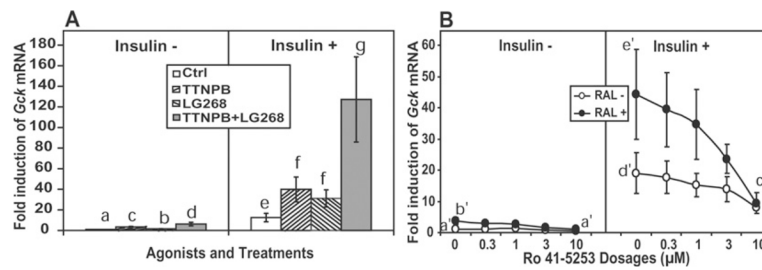 A
Insulin -
Insulin +
Fold induction of Gck mRNA
180
160
140
120
100
80
60
40
20
0
Ctrl
TTNPB
LG268
TTNPB+LG268
a
c
b
d
e
f
f
g
Agonists and Treatments
B
Insulin -
Insulin +
Fold induction of Gck mRNA
60
50
40
30
20
10
0
RAL -
RAL +
a'
b'
a'
e'
d'
0 0.3 1 3 10
0 0.3 1 3 10
Ro 41-5253 Dosages (µM)